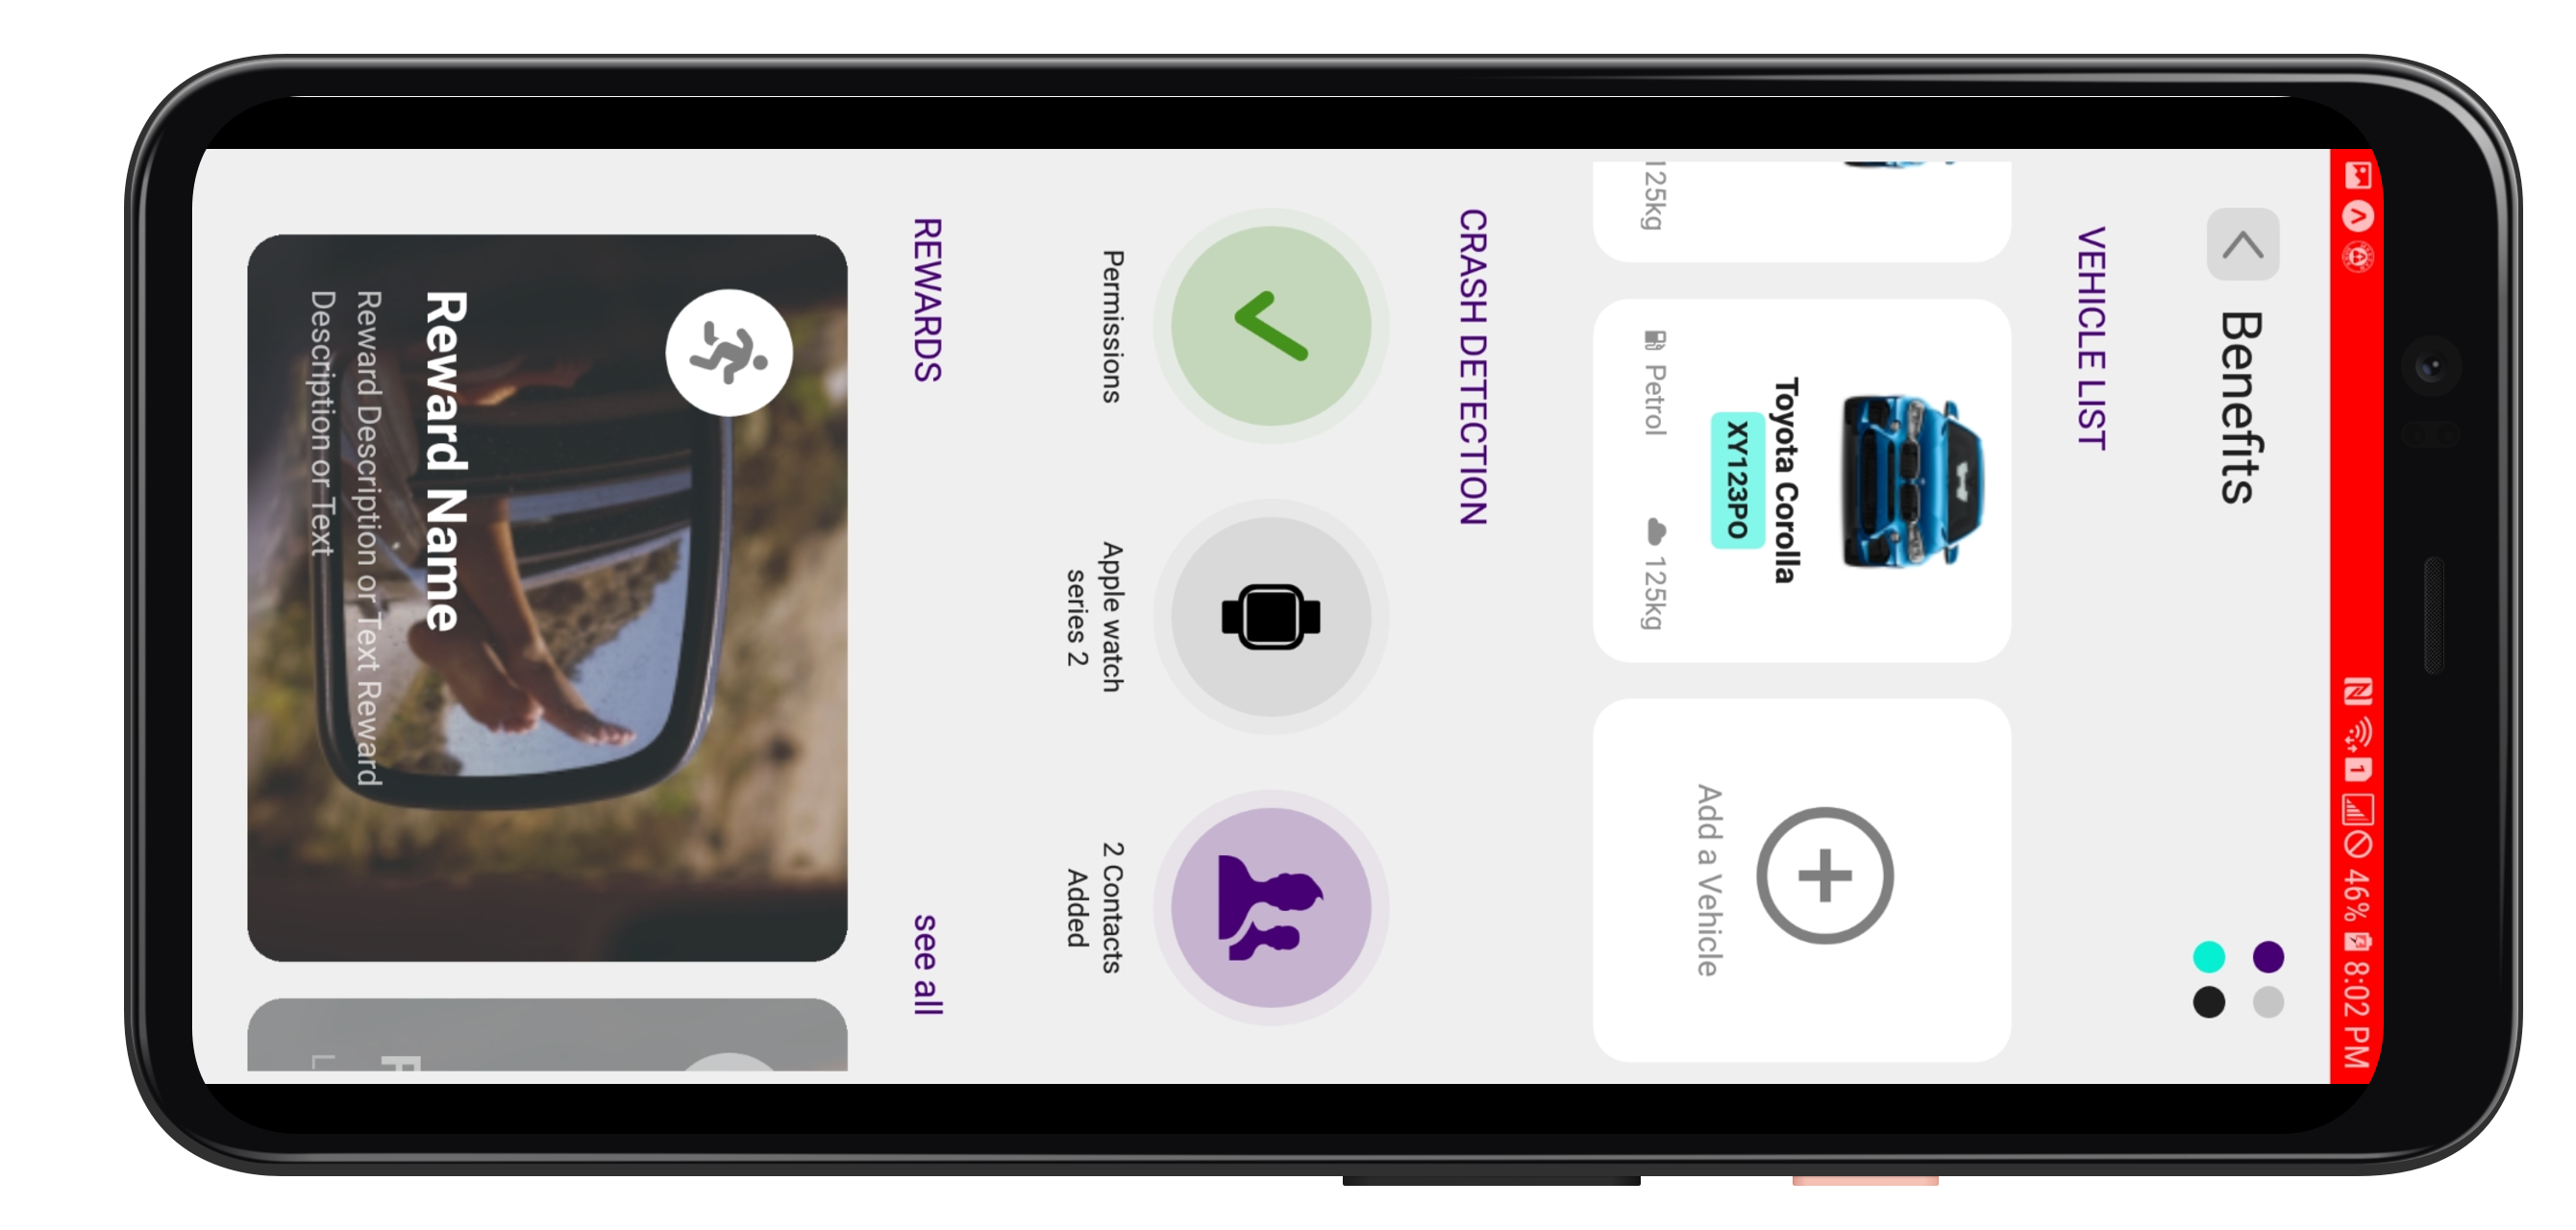 46% 8:02 PM
Benefits
VEHICLE LIST
125kg
Toyota Corolla
XY123PO
Petrol
125kg
Add a Vehicle
CRASH DETECTION
Permissions
Apple watch
series 2
2 Contacts
Added
REWARDS
see all
Reward Name
Reward Description or Text Reward
Description or Text